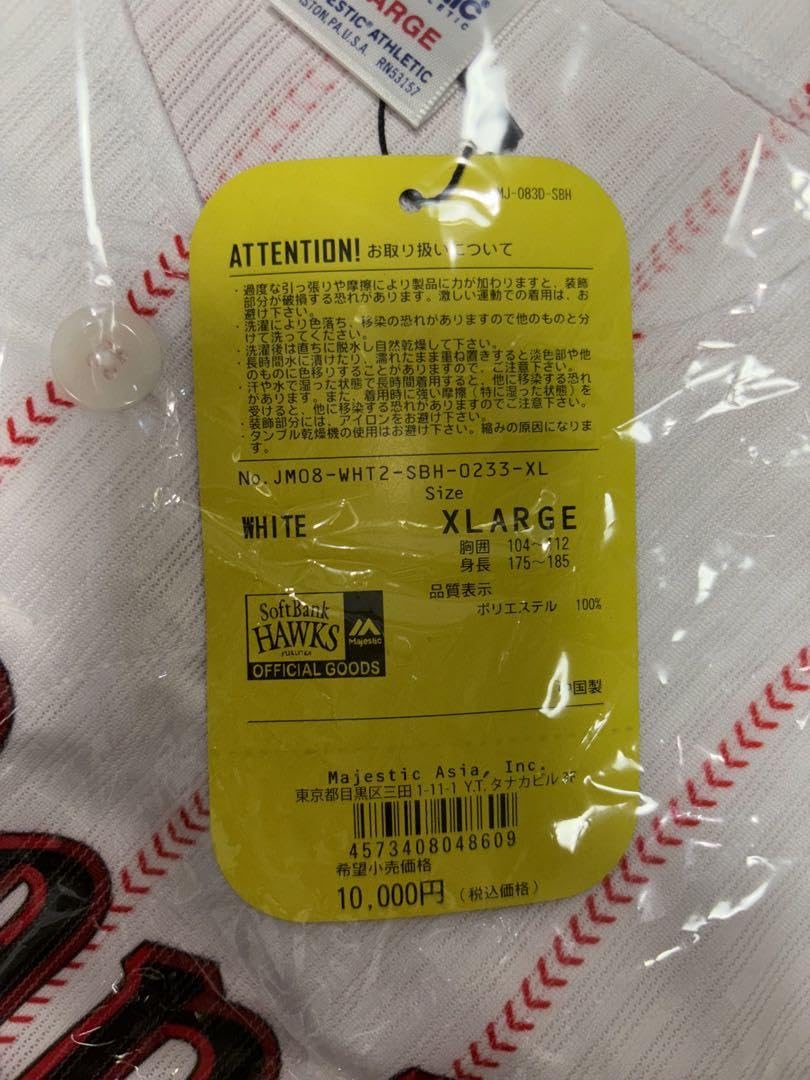 IC®
ATHLETIC
LARGE
ESTIC® ATHLETIC
STON, PA, U.S.A. RN53157
MJ-083D-SBH
ATTENTION! お取り扱いについて
・過度な引っ張りや摩擦により製品に力が加わりますと、装飾
部分が破損する恐れがあります。激しい運動での着用は、お
避け下さい。
・洗濯により色落ち、移染の恐れがありますので他のものと分
けて洗ってください。
・洗濯後は直ちに脱水し自然乾燥して下さい。
・長時間水に漬けたり、濡れたまま重ね置きすると淡色部や他
のものに色移りすることがありますので、ご注意下さい。
・汗や水で湿った状態で長時間着用すると、他に移染する恐れ
があります。また、着用時に強い摩擦(特に湿った状態)を
受けると、他に移染する恐れがありますのでご注意下さい。
・装飾部分には、アイロンをお避け下さい。
・タンブル乾燥機の使用はお避け下さい。縮みの原因になりま
す。
No.JM08-WHT2-SBH-0233-XL
Size
WHITE XLARGE
胸囲 104~112
身長 175~185
品質表示
ポリエステル 100%
SoftBank
HAWKS
FUKUOKA
Majestic
OFFICIAL GOODS
中国製
Majestic Asia, Inc.
東京都目黒区三田1-11-1 Y.T.タナカビル 3F
4573408048609
希望小売価格
10,000円 (税込価格)